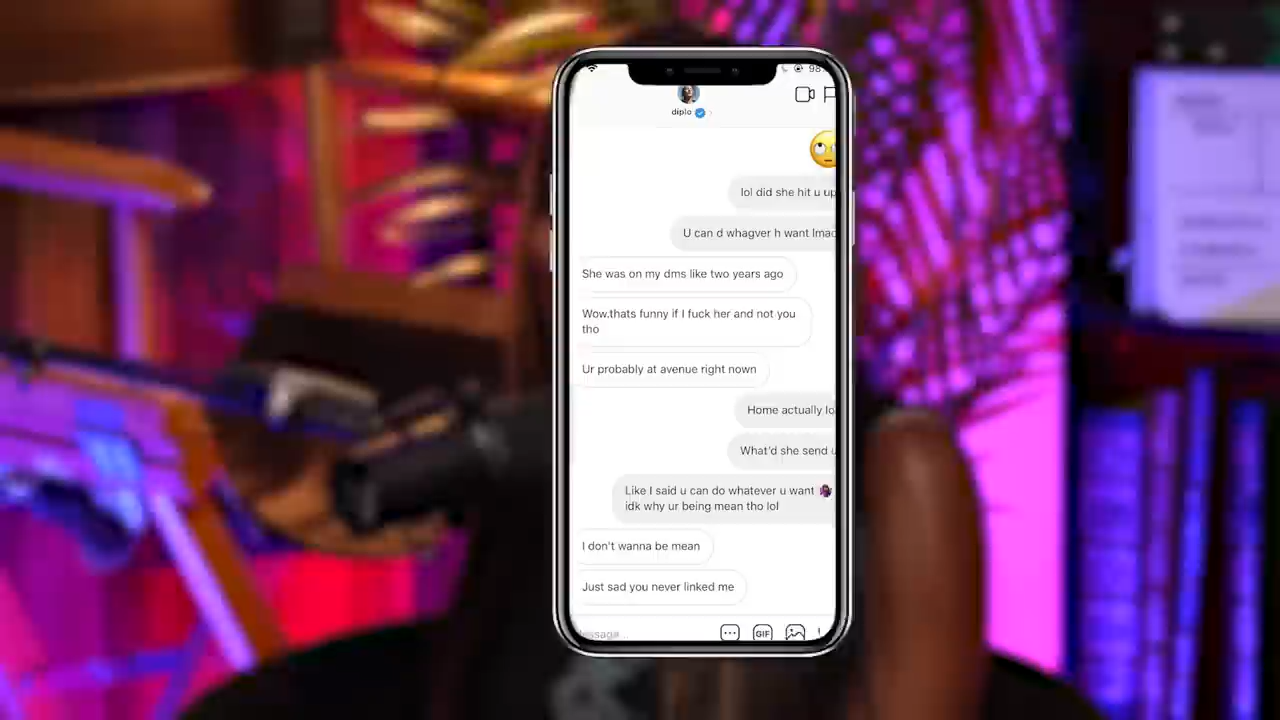 98
diplo
lol did she hit u up
U can d whagver h want lmao
She was on my dms like two years ago
Wow.thats funny if I fuck her and not you
tho
Ur probably at avenue right nown
Home actually lo
What'd she send u
Like I said u can do whatever u want
idk why ur being mean tho lol
I don't wanna be mean
Just sad you never linked me
GIF